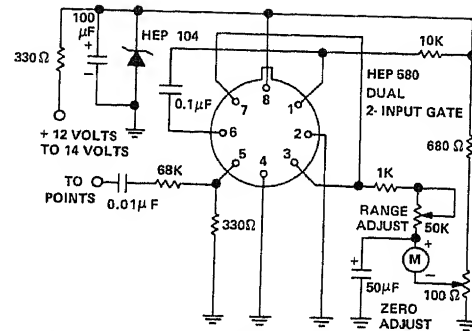 100
μF
+
−
HEP 104
330Ω
+ 12 VOLTS
TO 14 VOLTS
0.1μF
7
8
1
6
2
5
4
3
10K
HEP 580
DUAL
2- INPUT GATE
680 Ω
TO
POINTS
0.01μF
68K
330Ω
1K
RANGE
ADJUST
50K
+
M
−
+
50μF
100 Ω
ZERO
ADJUST